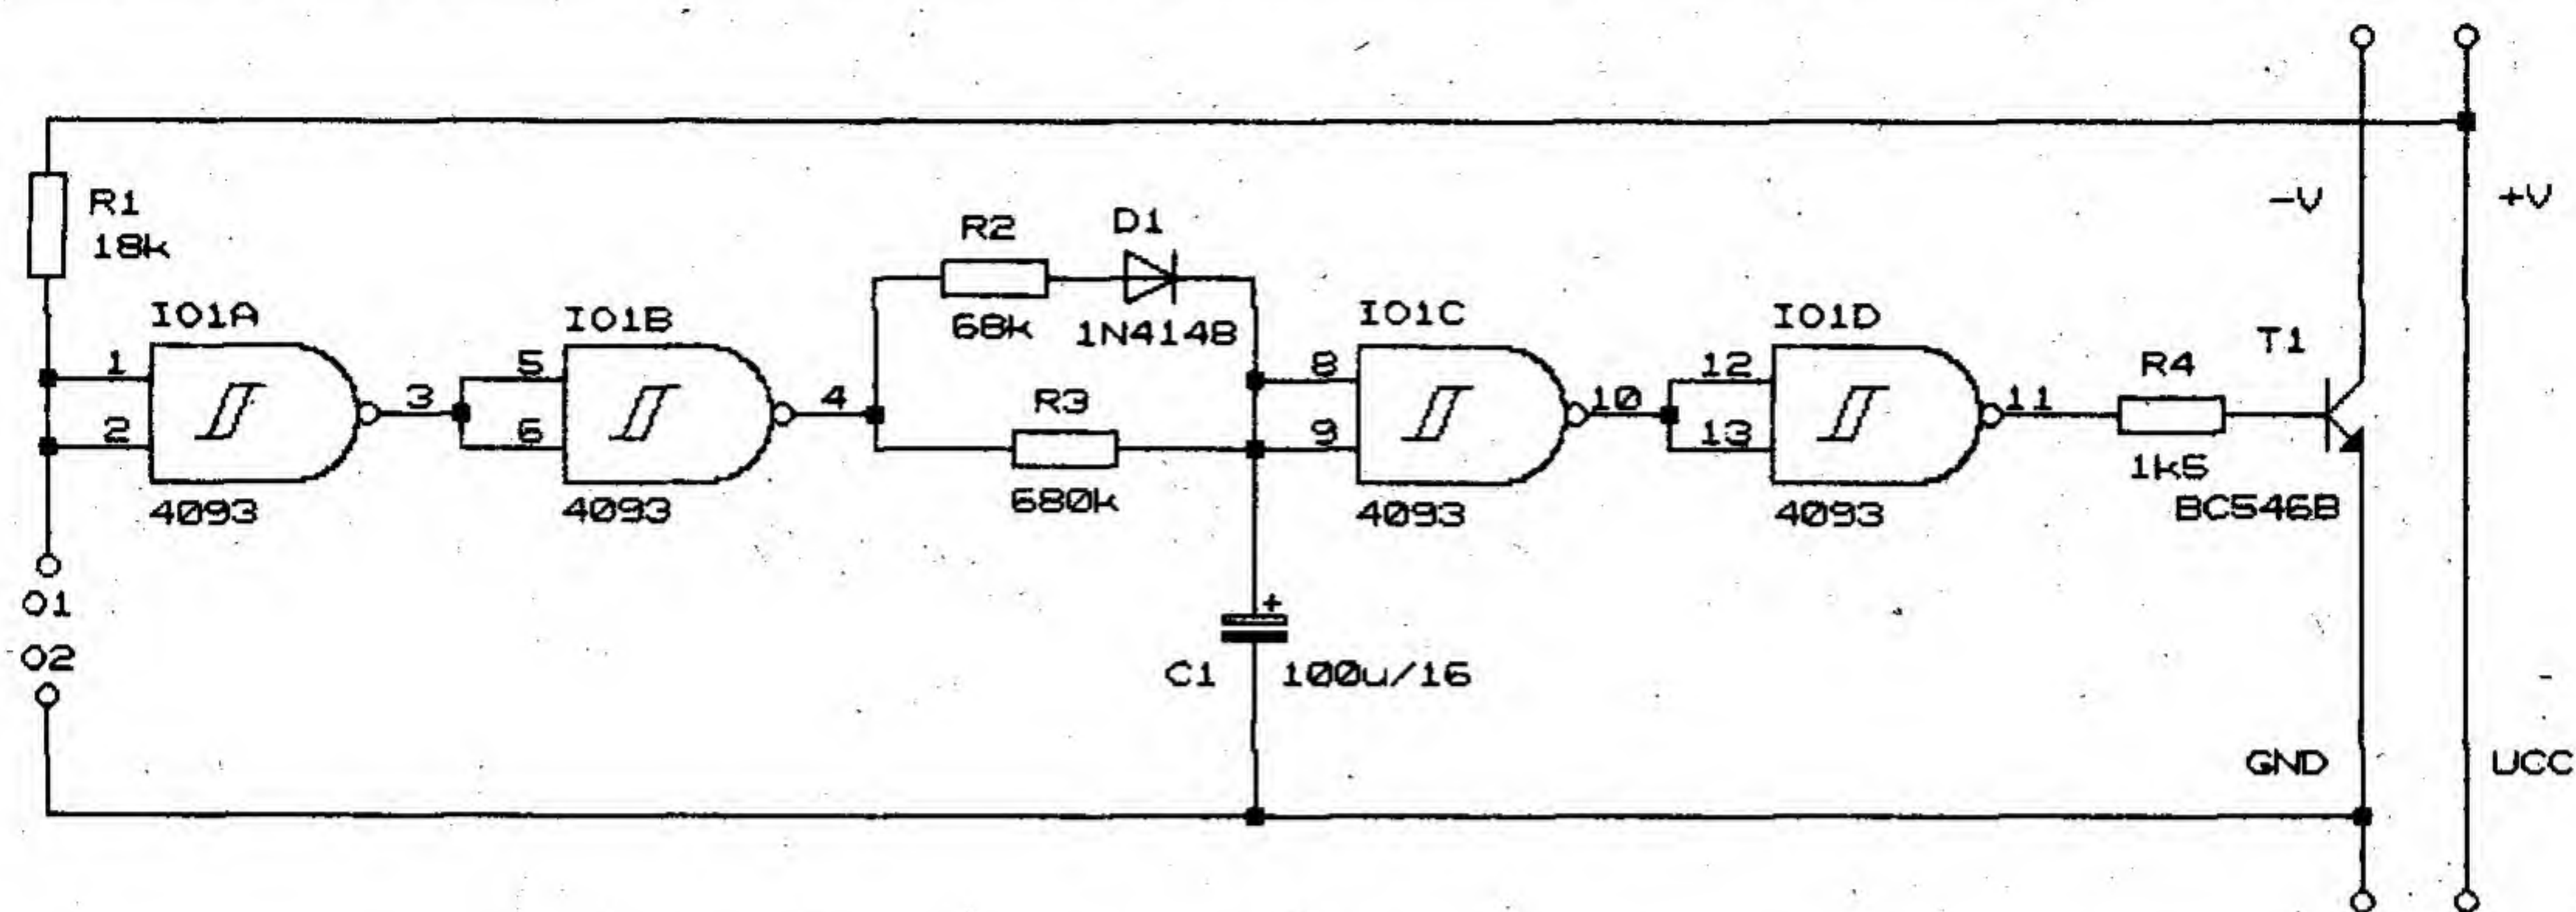 -V
+V
R1
18k
R2
D1
68k
1N4148
IO1A
IO1B
IO1C
IO1D
T1
1
2
3
5
6
4
8
9
10
12
13
11
R3
680k
R4
1k5
4093
4093
4093
4093
BC546B
O1
O2
+
C1
100u/16
GND
UCC